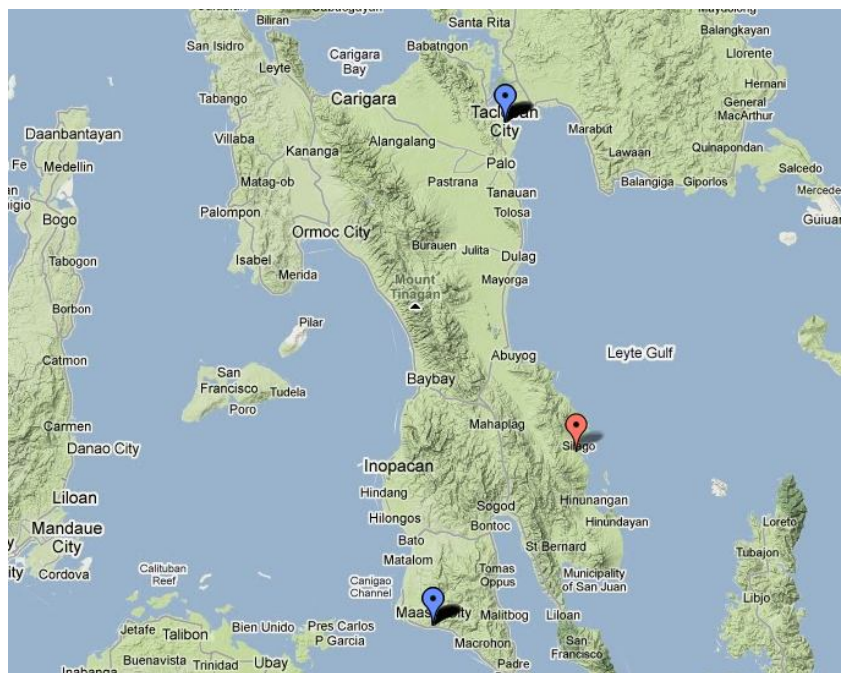 Biliran
Santa Rita
Balangkayan
San Isidro
Carigara
Bay
Babatngon
Llorente
Leyte
Hernani
Tabango
Carigara
General
MacArthur
Daanbantayan
Villaba
Alangalang
City
Marabut
Quinapondan
Fe
Medellin
Kananga
Palo
Lawaan
Salcedo
Matag-ob
Pastrana
Balangiga
Giporlos
Mercede
Tanauan
Bogo
Palompon
Tolosa
Guiuan
Ormoc City
Burauen
Julita
Dulag
Tabogon
Isabel
Merida
Mount
Tinagan
Mayorga
Borbon
Pilar
Catmon
Abuyog
Leyte Gulf
San
Francisco
Tudela
Baybay
Poro
Carmen
Mahaplag
Danao City
Inopacan
Liloan
Hindang
Sogod
Hinunangan
Mandaue
City
Hilongos
Bontoc
Hinundayan
Loreto
Bato
St Bernard
Tubajon
Matalom
Cordova
Calituban
Reef
Canigao
Channel
Tomas
Oppus
Municipality
of San Juan
Libjo
Malitbog
Liloan
Jetafe
Talibon
Bien Unido
Pres Carlos
P Garcia
Macrohon
San
Francisco
Buenavista
Trinidad
Ubay
Padre